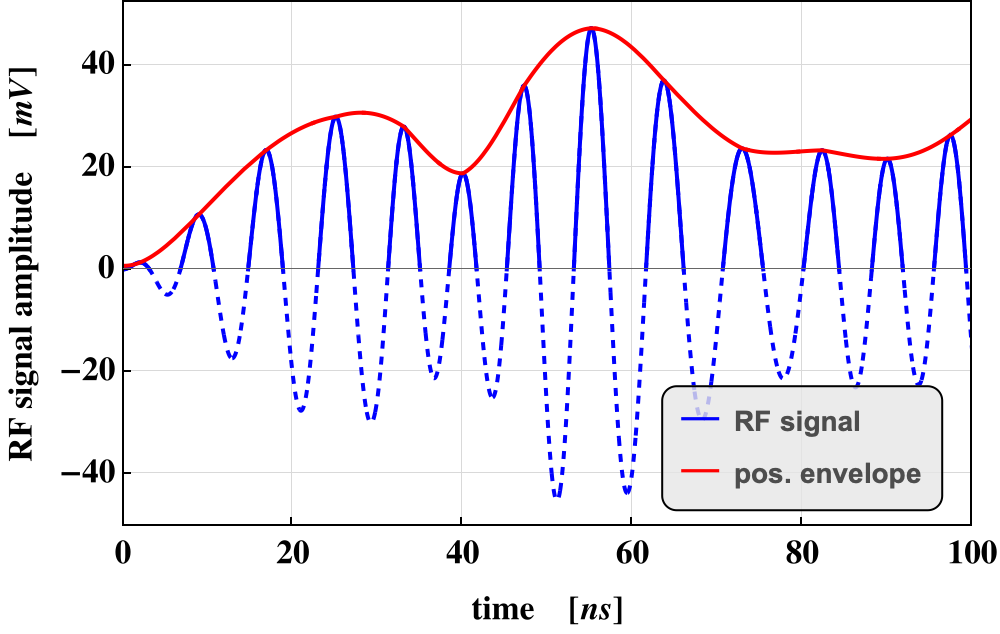 RF signal amplitude [mV]
40
20
0
−20
−40
RF signal
pos. envelope
0 20 40 60 80 100
time [ns]